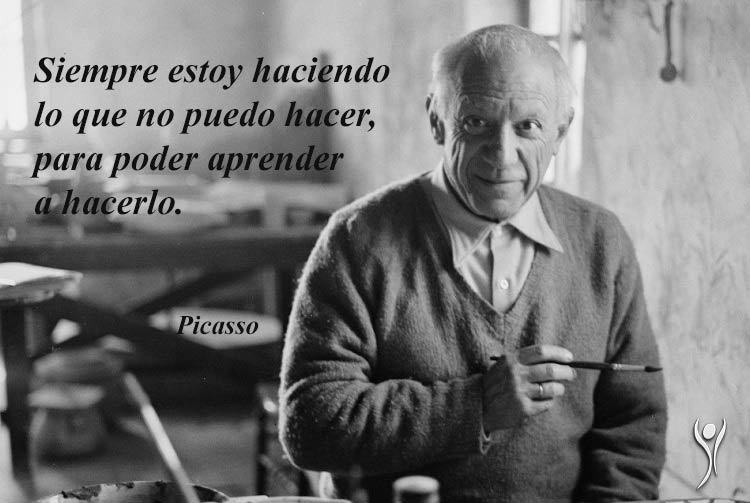 Siempre estoy haciendo
lo que no puedo hacer,
para poder aprender
a hacerlo.
Picasso